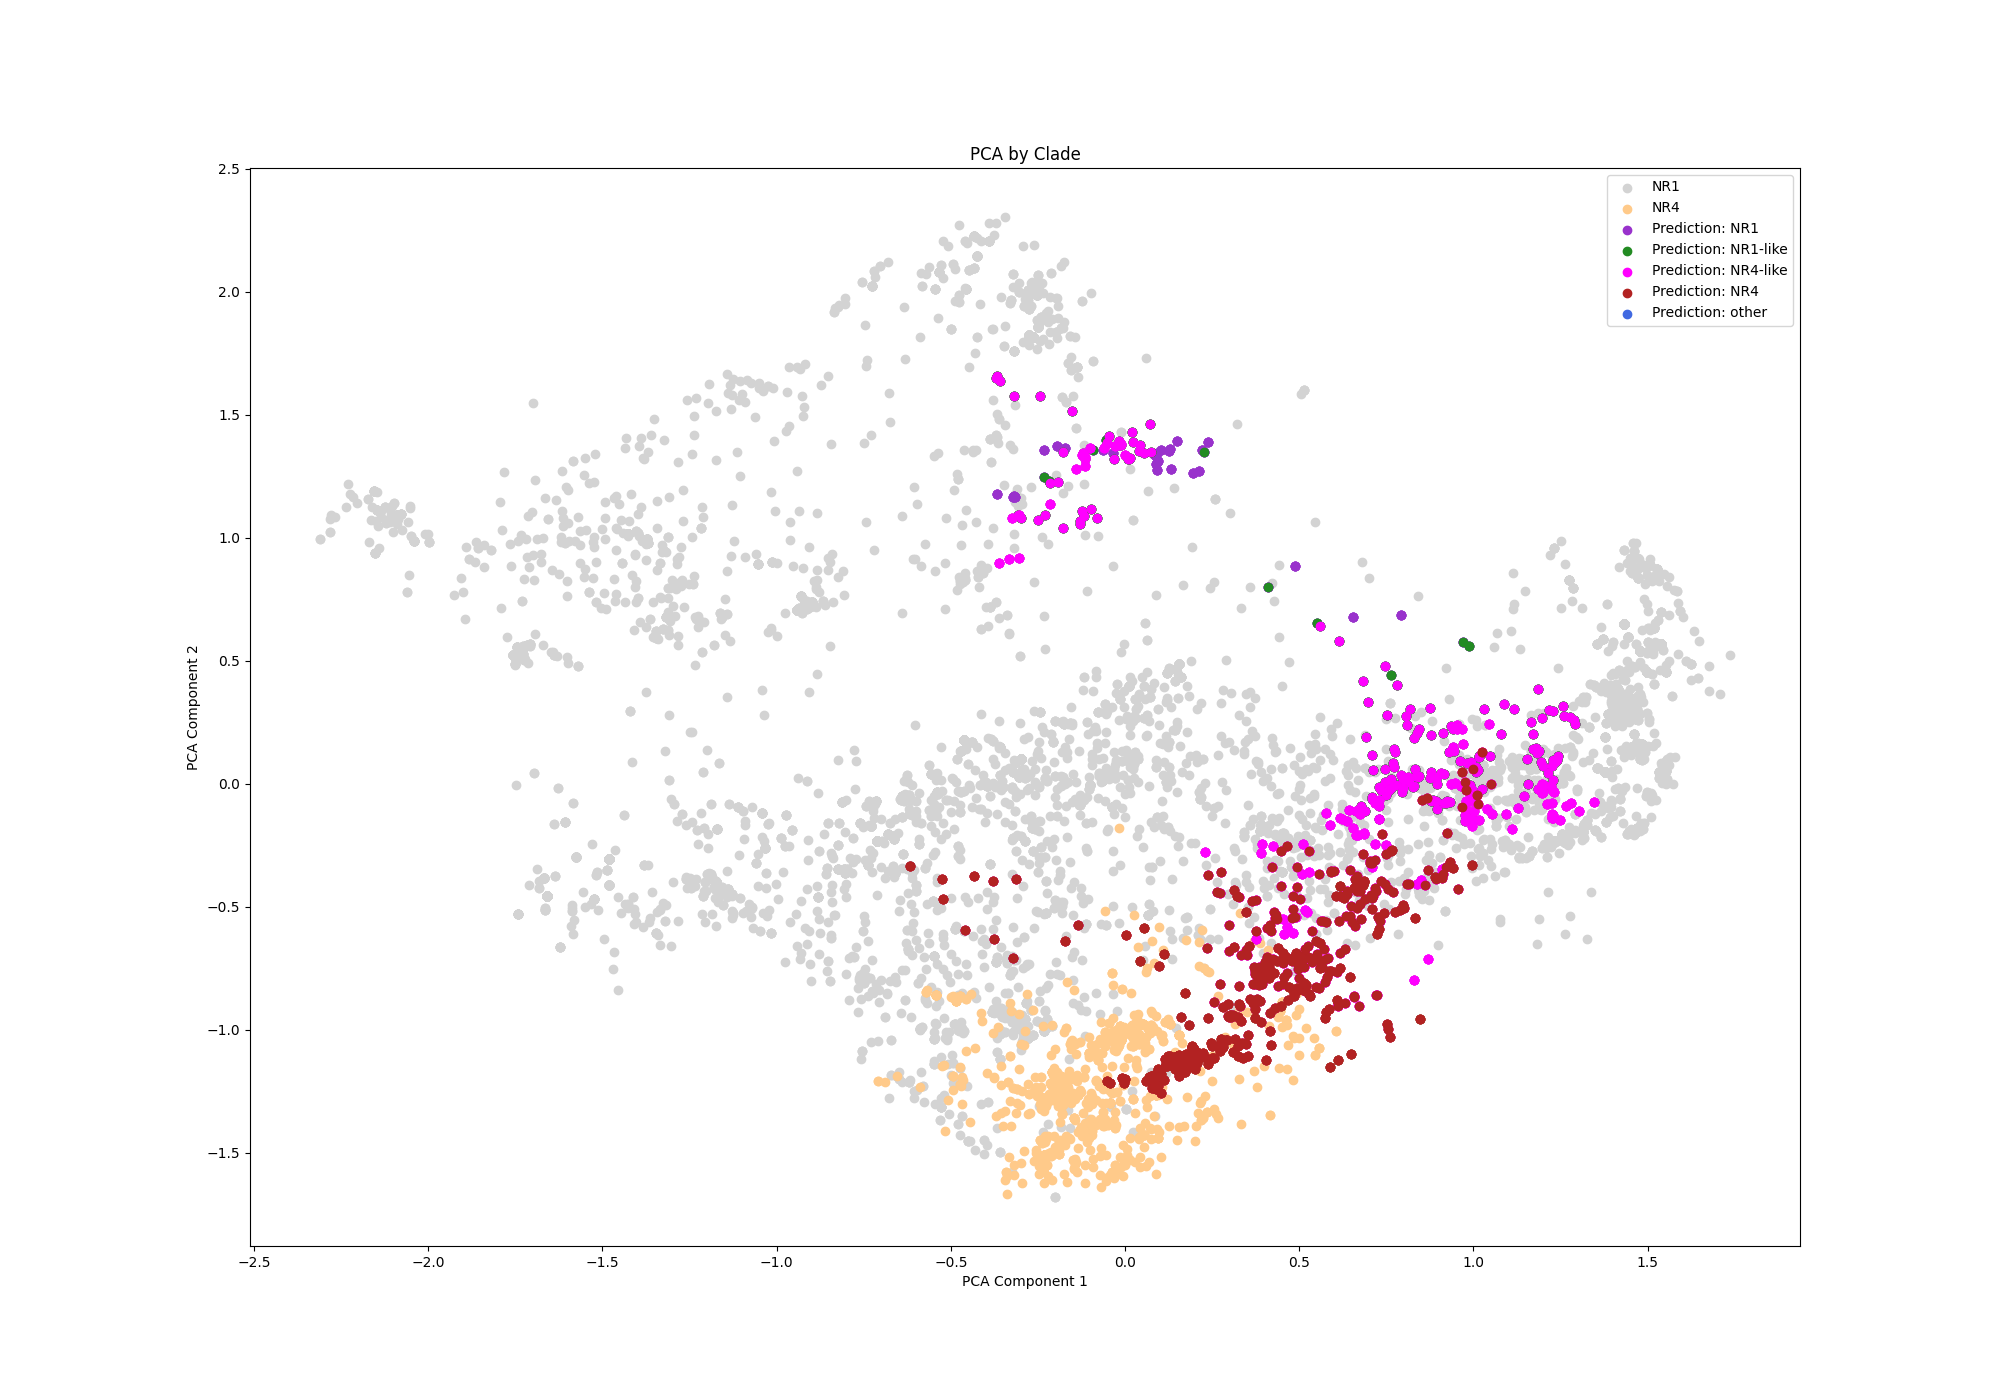 PCA by Clade
NR1
NR4
Prediction: NR1
Prediction: NR1-like
Prediction: NR4-like
Prediction: NR4
Prediction: other
PCA Component 2
2.5
2.0
1.5
1.0
0.5
0.0
−0.5
−1.0
−1.5
−2.5
−2.0
−1.5
−1.0
−0.5
0.0
0.5
1.0
1.5
PCA Component 1